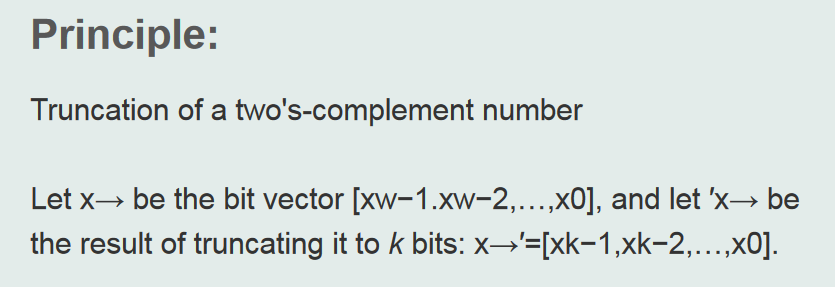 Principle:
Truncation of a two's-complement number
Let x→ be the bit vector [xw−1.xw−2,…,x0], and let ′x→ be
the result of truncating it to k bits: x→′=[xk−1,xk−2,…,x0].